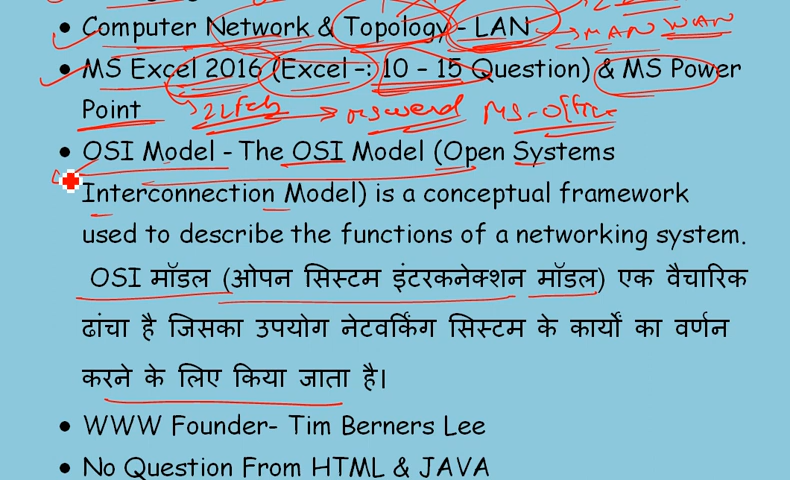 • Computer Network & Topology - LAN → MAN WAN
• MS Excel 2016 (Excel -: 10 – 15 Question) & MS Power
Point → MSword MS-office
• OSI Model - The OSI Model (Open Systems
Interconnection Model) is a conceptual framework
used to describe the functions of a networking system.
OSI मॉडल (ओपन सिस्टम इंटरकनेक्शन मॉडल) एक वैचारिक
ढांचा है जिसका उपयोग नेटवर्किंग सिस्टम के कार्यों का वर्णन
करने के लिए किया जाता है।
• WWW Founder- Tim Berners Lee
• No Question From HTML & JAVA